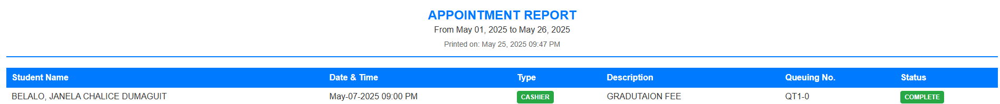 APPOINTMENT REPORT
From May 01, 2025 to May 26, 2025
Printed on: May 25, 2025 09:47 PM
Student Name Date & Time Type Description Queuing No. Status
BELALO, JANELA CHALICE DUMAGUIT May-07-2025 09:00 PM CASHIER GRADUTAION FEE QT1-0 COMPLETE